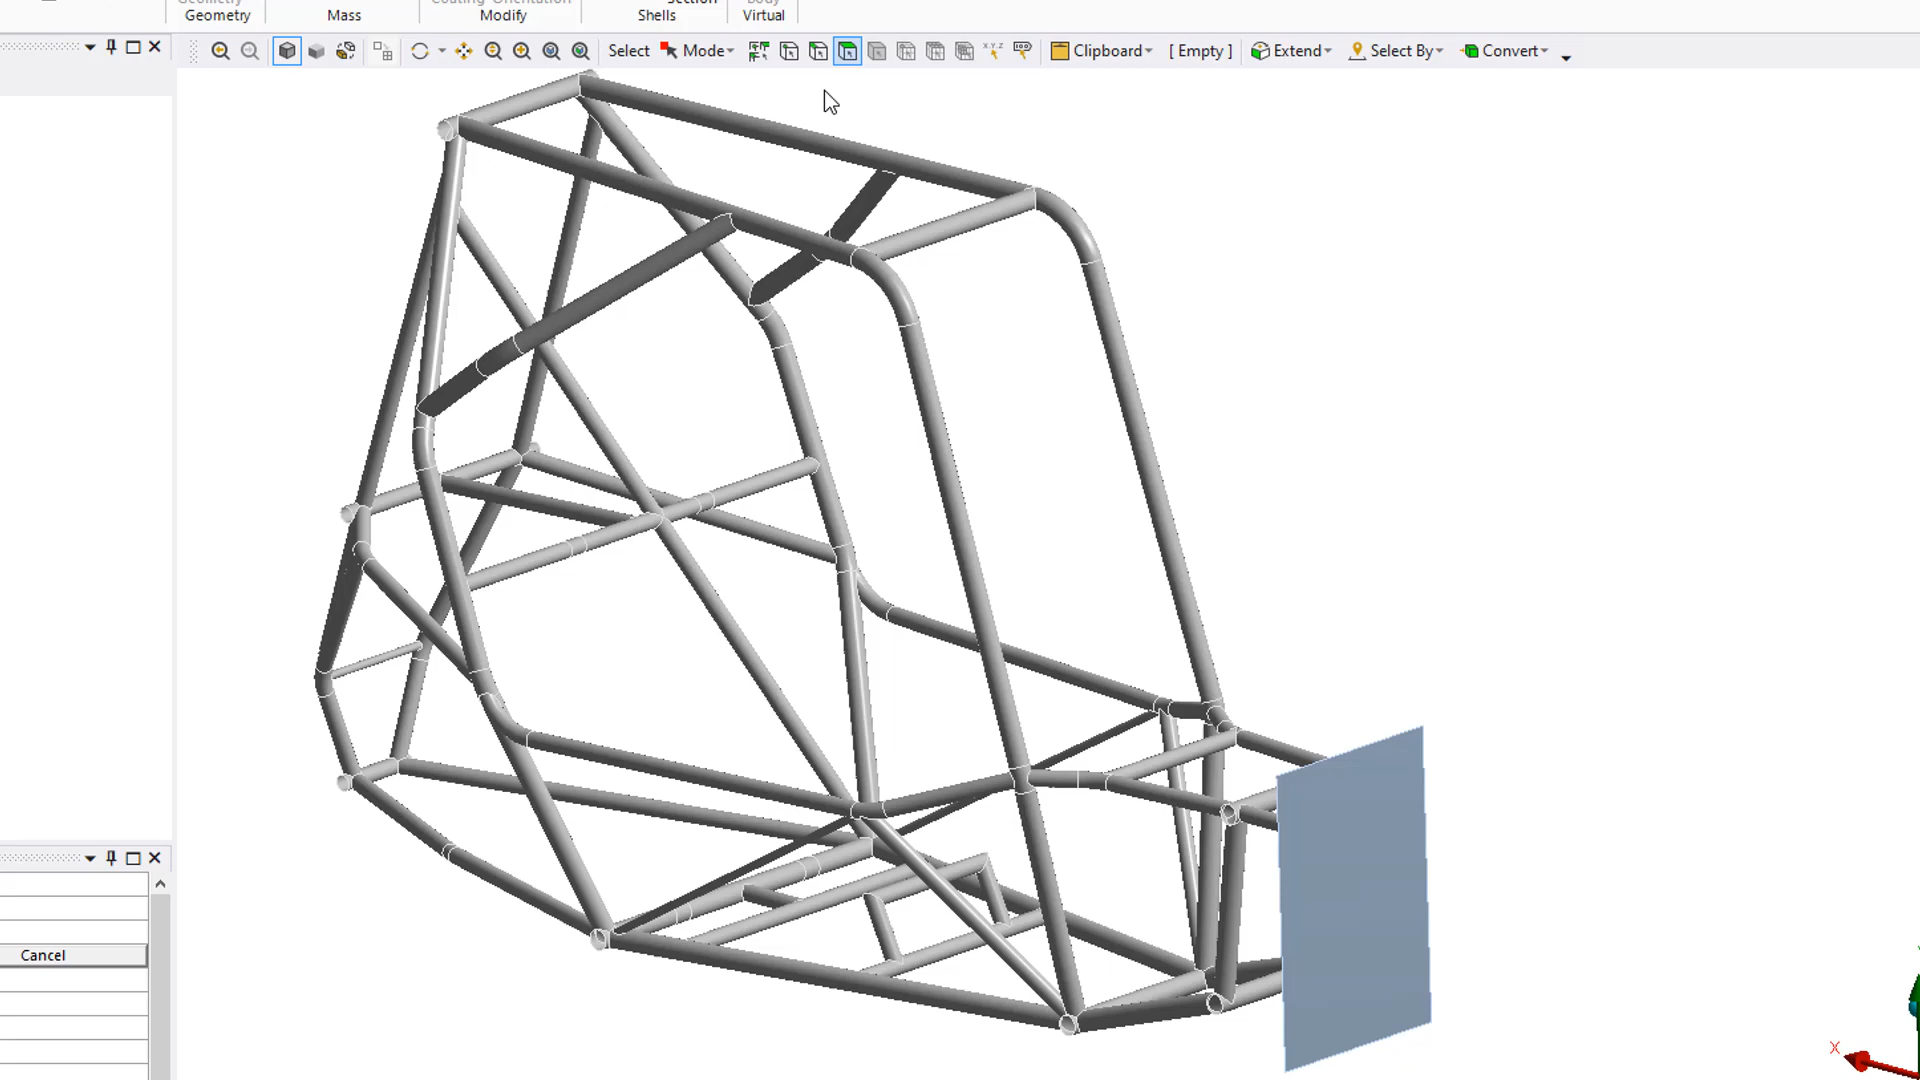 Geometry Coating Orientation Section Body
Geometry Mass Modify Shells Virtual
Select Mode Clipboard [ Empty ] Extend Select By Convert
X,Y,Z
Cancel
X